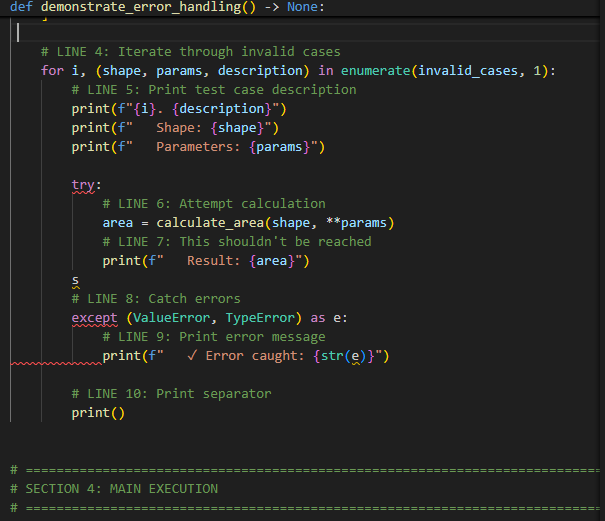 def demonstrate_error_handling() -> None:
    # LINE 4: Iterate through invalid cases
    for i, (shape, params, description) in enumerate(invalid_cases, 1):
        # LINE 5: Print test case description
        print(f"{i}. {description}")
        print(f"   Shape: {shape}")
        print(f"   Parameters: {params}")

        try:
            # LINE 6: Attempt calculation
            area = calculate_area(shape, **params)
            # LINE 7: This shouldn't be reached
            print(f"   Result: {area}")
        s
        # LINE 8: Catch errors
        except (ValueError, TypeError) as e:
            # LINE 9: Print error message
            print(f"   ✓ Error caught: {str(e)}")

        # LINE 10: Print separator
        print()

# ==========================================================================
# SECTION 4: MAIN EXECUTION
# ==========================================================================